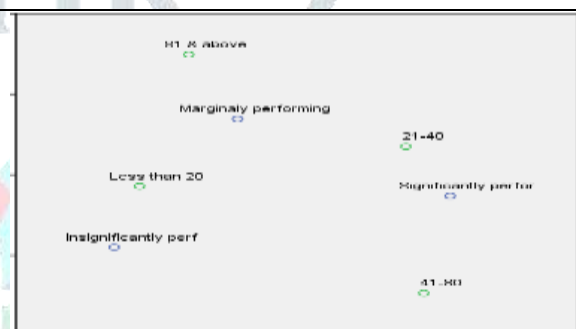 81 & above
Marginaly performing
21-40
Less than 20
Significantly perfor
Insignificantly perf
41-80